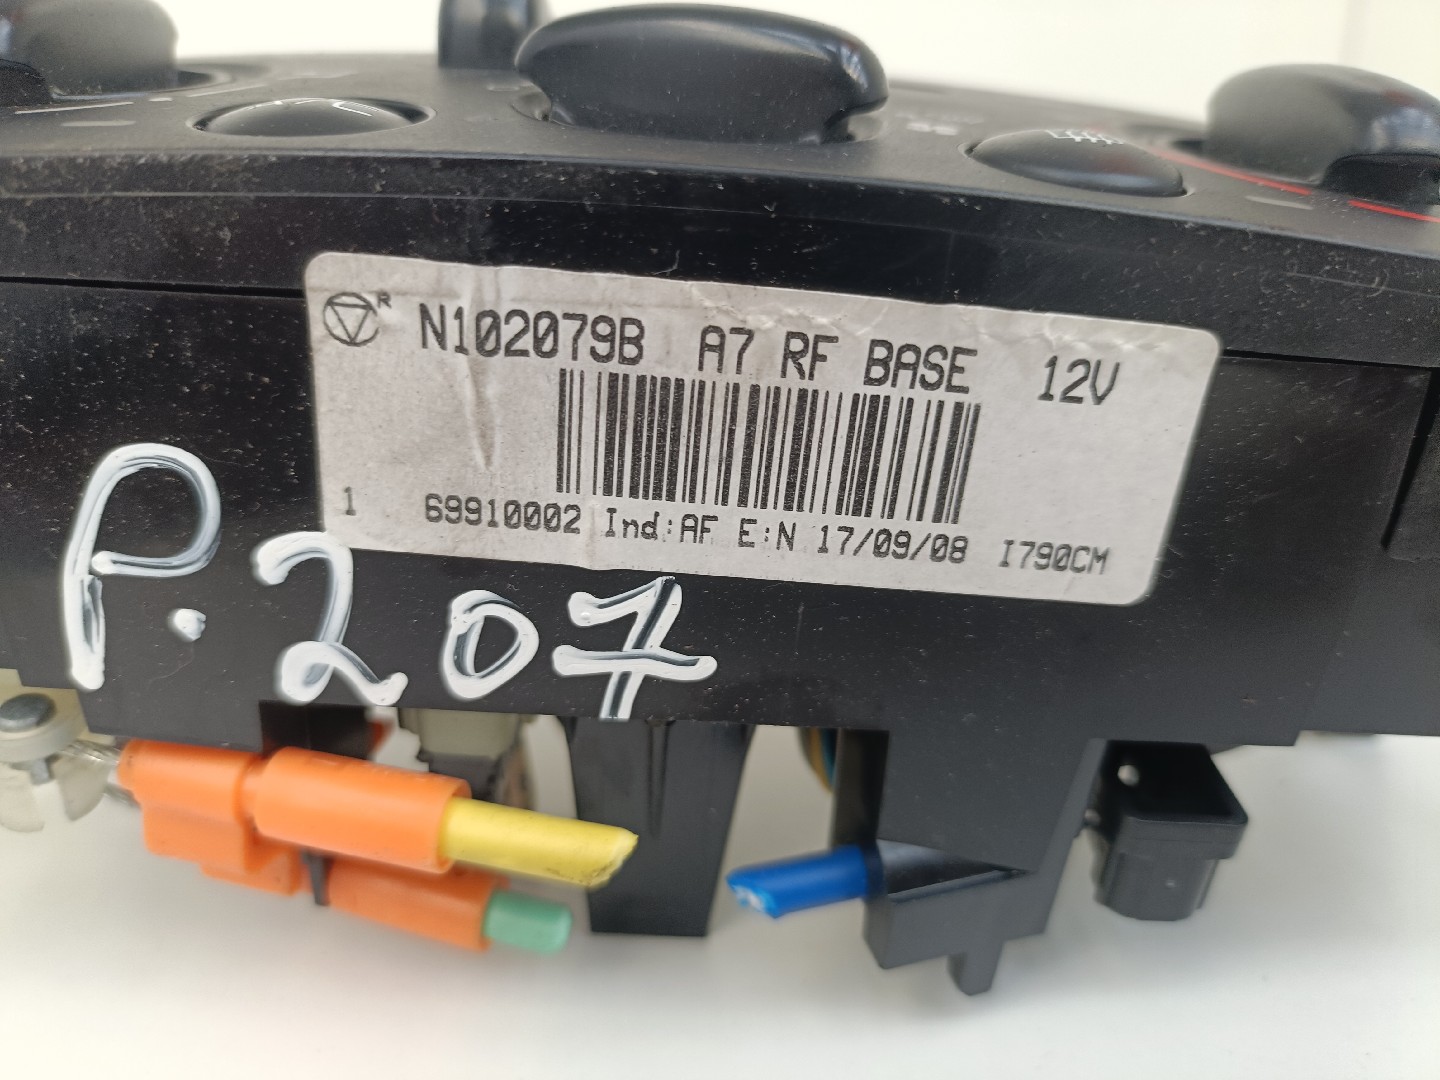 R N102079B A7 RF BASE 12V
1 69910002 Ind:AF E:N 17/09/08 I790CM
P.207